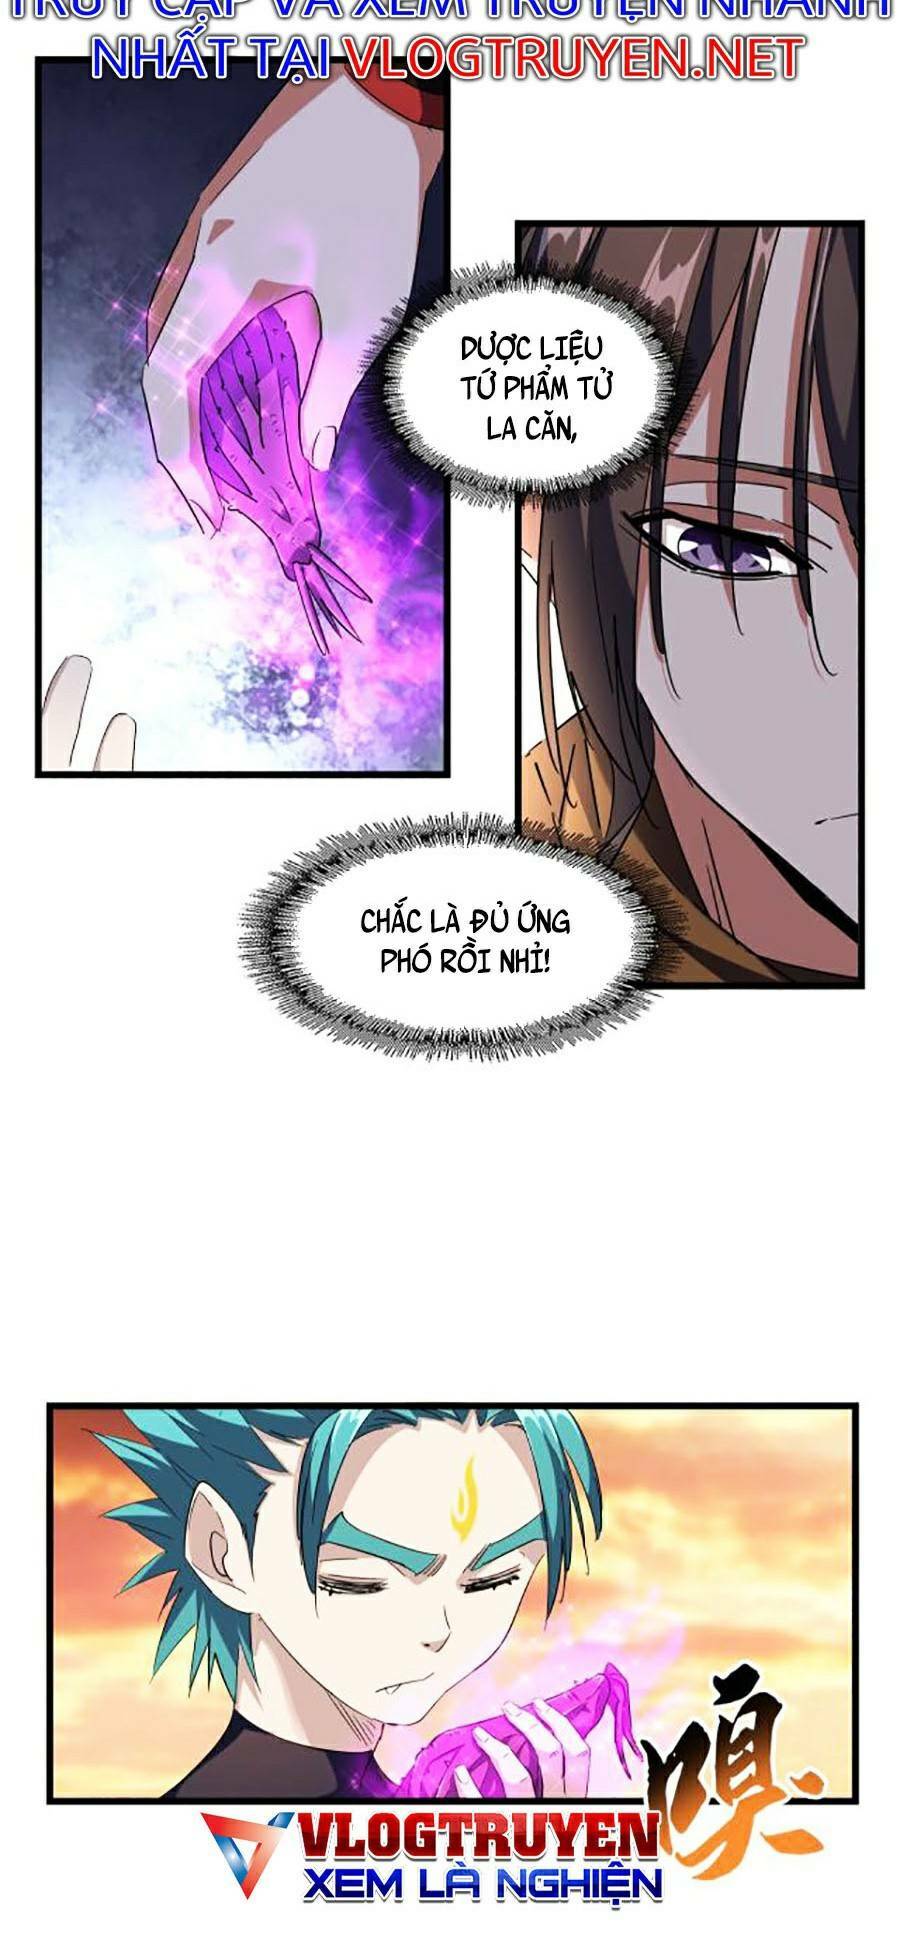 TRUY CẬP VÀ XEM TRUYỆN NHANH
NHẤT TẠI VLOGTRUYEN.NET
DƯỢC LIỆU
TỨ PHẨM TỬ
LA CĂN,
CHẮC LÀ ĐỦ ỨNG
PHÓ RỒI NHỈ!
嗅
VLOGTRUYEN
XEM LÀ NGHIỆN